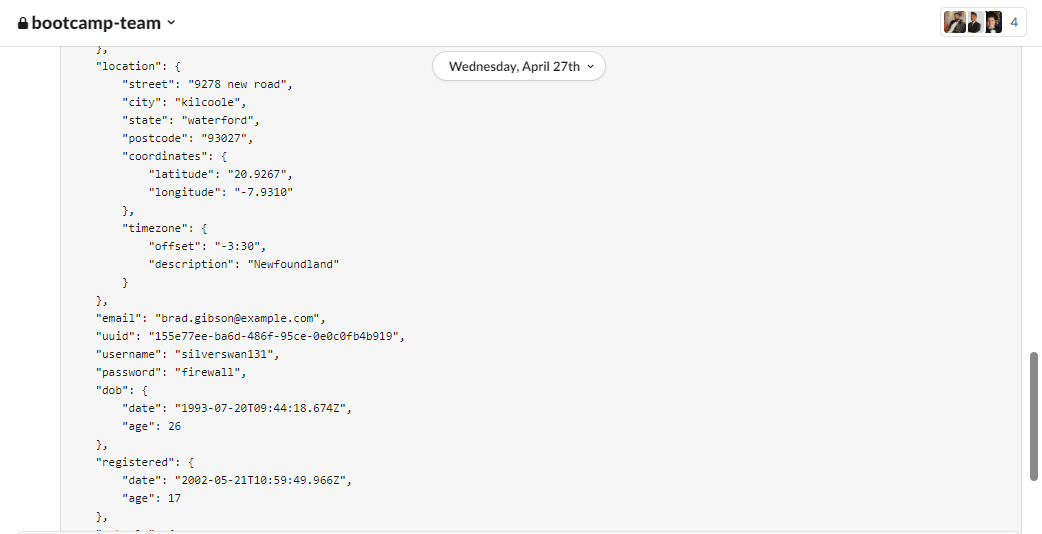 bootcamp-team
4
Wednesday, April 27th
},
"location": {
"street": "9278 new road",
"city": "kilcoole",
"state": "waterford",
"postcode": "93027",
"coordinates": {
"latitude": "20.9267",
"longitude": "-7.9310"
},
"timezone": {
"offset": "-3:30",
"description": "Newfoundland"
}
},
"email": "brad.gibson@example.com",
"uuid": "155e77ee-ba6d-486f-95ce-0e0c0fb4b919",
"username": "silverswan131",
"password": "firewall",
"dob": {
"date": "1993-07-20T09:44:18.674Z",
"age": 26
},
"registered": {
"date": "2002-05-21T10:59:49.966Z",
"age": 17
},